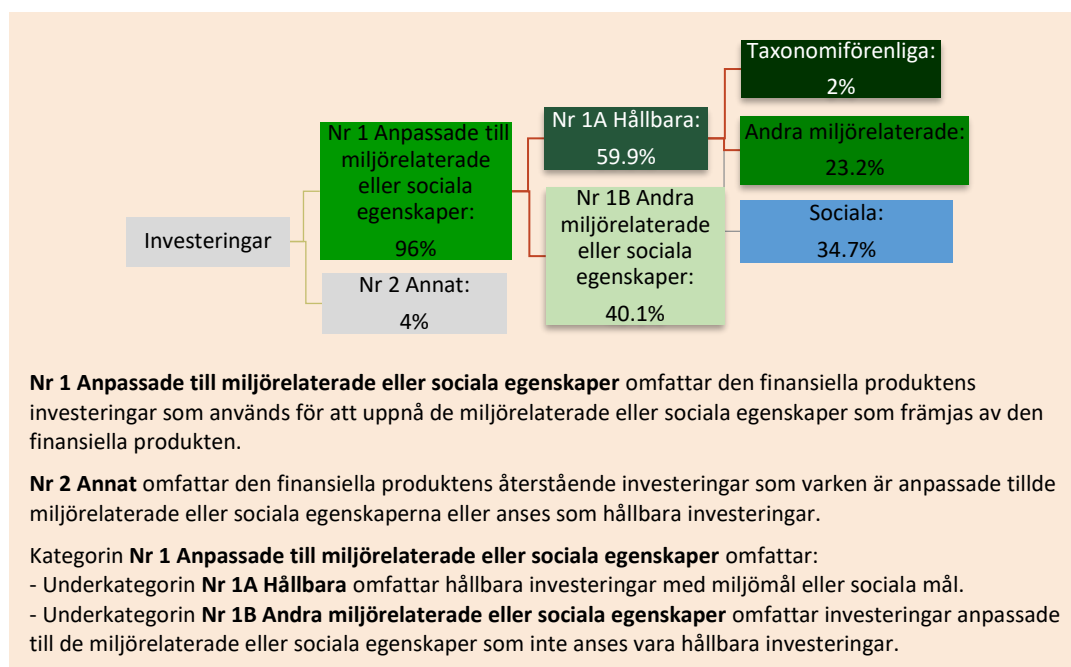 Investeringar
Nr 1 Anpassade till
miljörelaterade
eller sociala
egenskaper:
96%
Nr 2 Annat:
4%
Nr 1A Hållbara:
59.9%
Nr 1B Andra
miljörelaterade
eller sociala
egenskaper:
40.1%
Taxonomiförenliga:
2%
Andra miljörelaterade:
23.2%
Sociala:
34.7%
Nr 1 Anpassade till miljörelaterade eller sociala egenskaper omfattar den finansiella produktens
investeringar som används för att uppnå de miljörelaterade eller sociala egenskaper som främjas av den
finansiella produkten.
Nr 2 Annat omfattar den finansiella produktens återstående investeringar som varken är anpassade tillde
miljörelaterade eller sociala egenskaperna eller anses som hållbara investeringar.
Kategorin Nr 1 Anpassade till miljörelaterade eller sociala egenskaper omfattar:
- Underkategorin Nr 1A Hållbara omfattar hållbara investeringar med miljömål eller sociala mål.
- Underkategorin Nr 1B Andra miljörelaterade eller sociala egenskaper omfattar investeringar anpassade
till de miljörelaterade eller sociala egenskaper som inte anses vara hållbara investeringar.